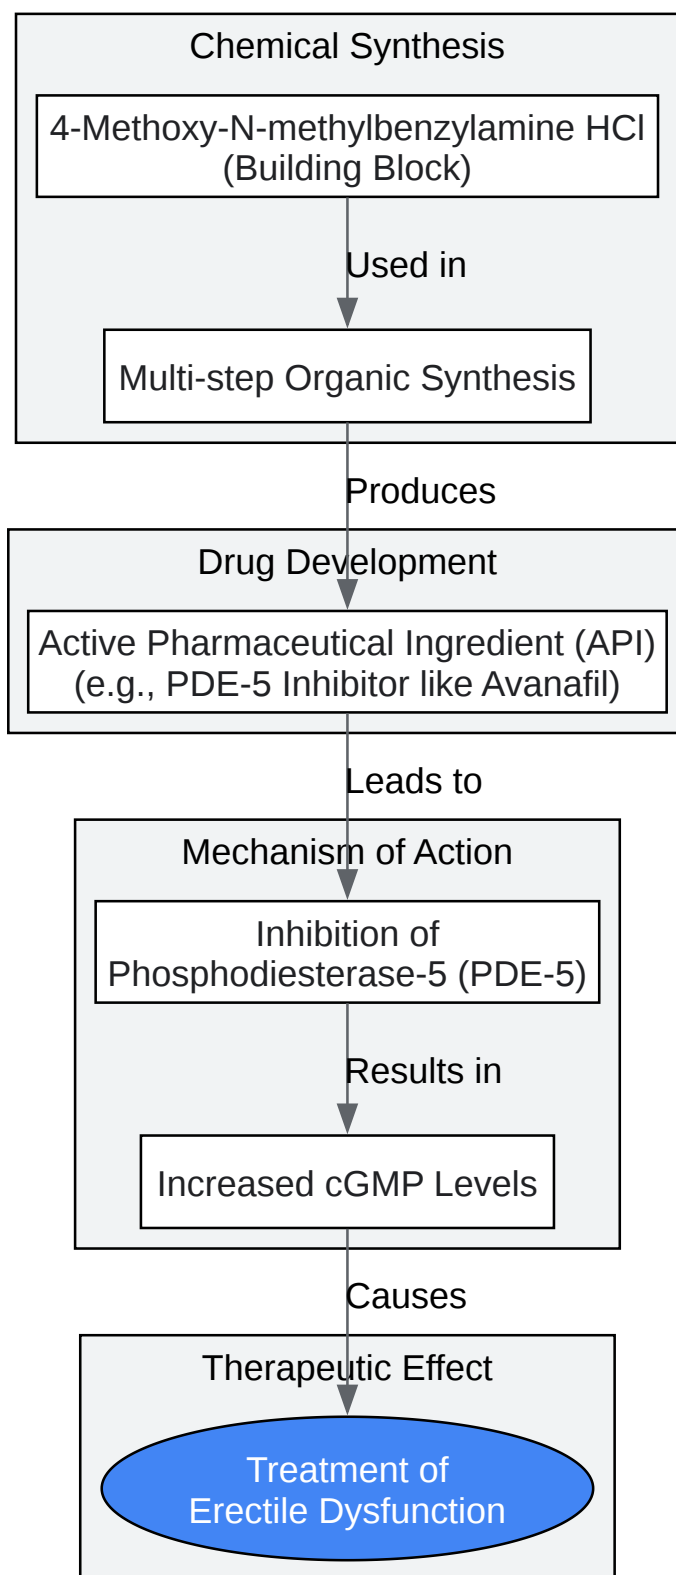 Chemical Synthesis
4-Methoxy-N-methylbenzylamine HCl
(Building Block)
Used in
Multi-step Organic Synthesis
Produces
Drug Development
Active Pharmaceutical Ingredient (API)
(e.g., PDE-5 Inhibitor like Avanafil)
Leads to
Mechanism of Action
Inhibition of
Phosphodiesterase-5 (PDE-5)
Results in
Increased cGMP Levels
Causes
Therapeutic Effect
Treatment of
Erectile Dysfunction